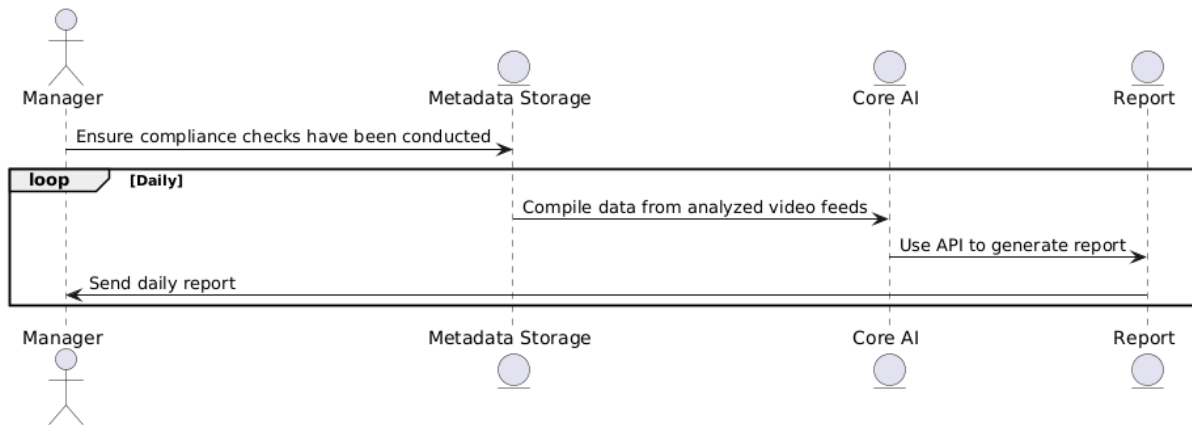 Manager
Metadata Storage
Core AI
Report
Ensure compliance checks have been conducted
loop [Daily]
Compile data from analyzed video feeds
Use API to generate report
Send daily report
Manager
Metadata Storage
Core AI
Report